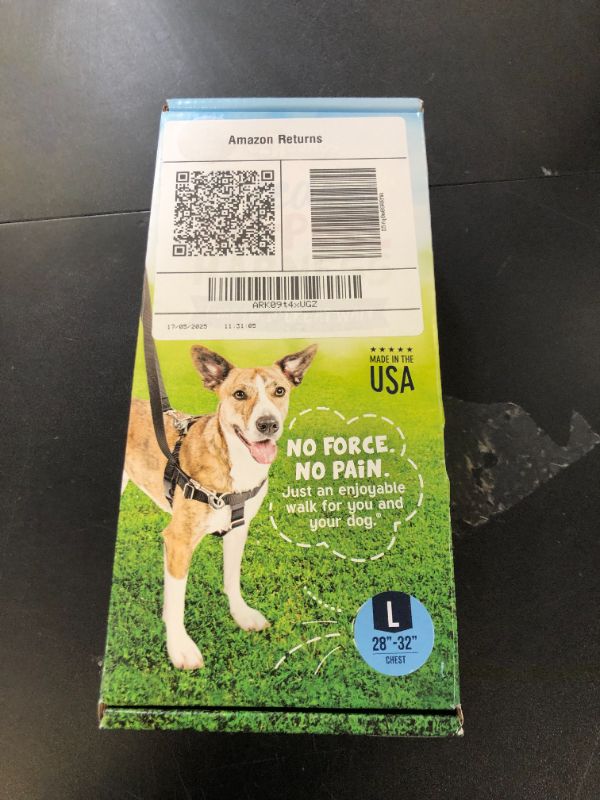 Amazon Returns
ARK09t4xUGZ
17/05/2025 11:31:05
★★★★★
MADE IN THE
USA
NO FORCE.
NO PAIN.
Just an enjoyable
walk for you and
your dog.®
L
28"-32"
CHEST